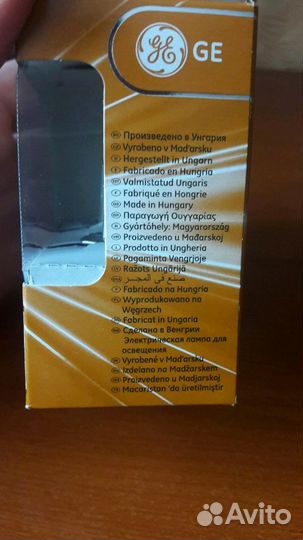 GE
Произведено в Унгария
Vyrobeno v Maďarsku
Hergestellt in Ungarn
Fabricado en Hungria
Valmistatud Ungaris
Fabriqué en Hongrie
Made in Hungary
Παραγωγή Ουγγαρίας
Gyártóhely: Magyarország
Proizvedeno u Mađarskoj
Prodotto in Ungheria
Pagaminta Vengrijoje
Ražots Ungārijā
صنع في المجر
Fabricado na Hungria
Wyprodukowano na
Węgrzech
Fabricat in Ungaria
Сделано в Венгрии
Электрическая лампа для
освещения
Vyrobené v Maďarsku
Izdelano na Madžarskem
Proizvedeno u Madjarskoj
Macaristan 'da üretilmiştir
Avito